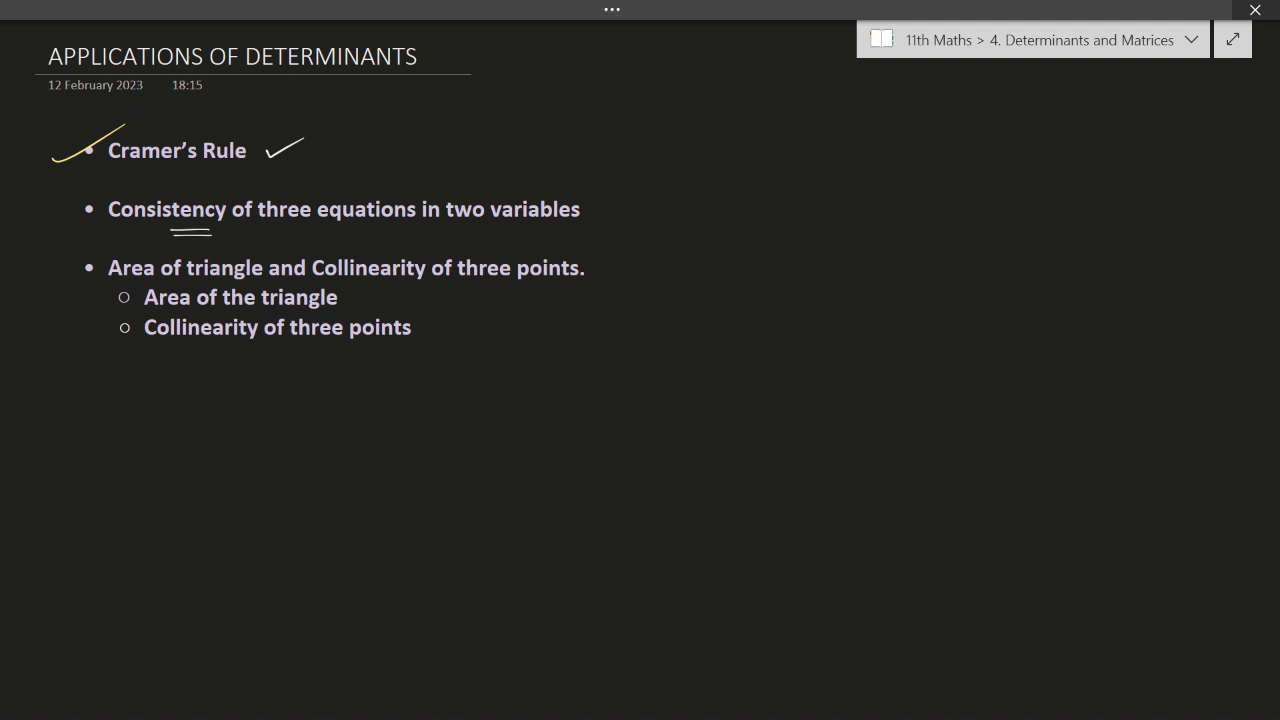 11th Maths > 4. Determinants and Matrices
APPLICATIONS OF DETERMINANTS
12 February 2023 18:15
• Cramer’s Rule
• Consistency of three equations in two variables
• Area of triangle and Collinearity of three points.
○ Area of the triangle
○ Collinearity of three points